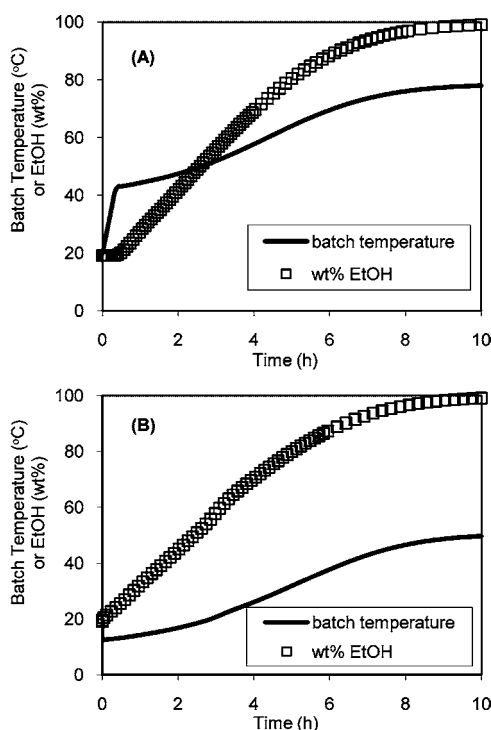 (A)
Batch Temperature (°C)
or EtOH (wt%)
100
80
60
40
20
0
batch temperature
wt% EtOH
0 2 4 6 8 10
Time (h)
(B)
Batch Temperature (°C)
or EtOH (wt%)
100
80
60
40
20
0
batch temperature
wt% EtOH
0 2 4 6 8 10
Time (h)